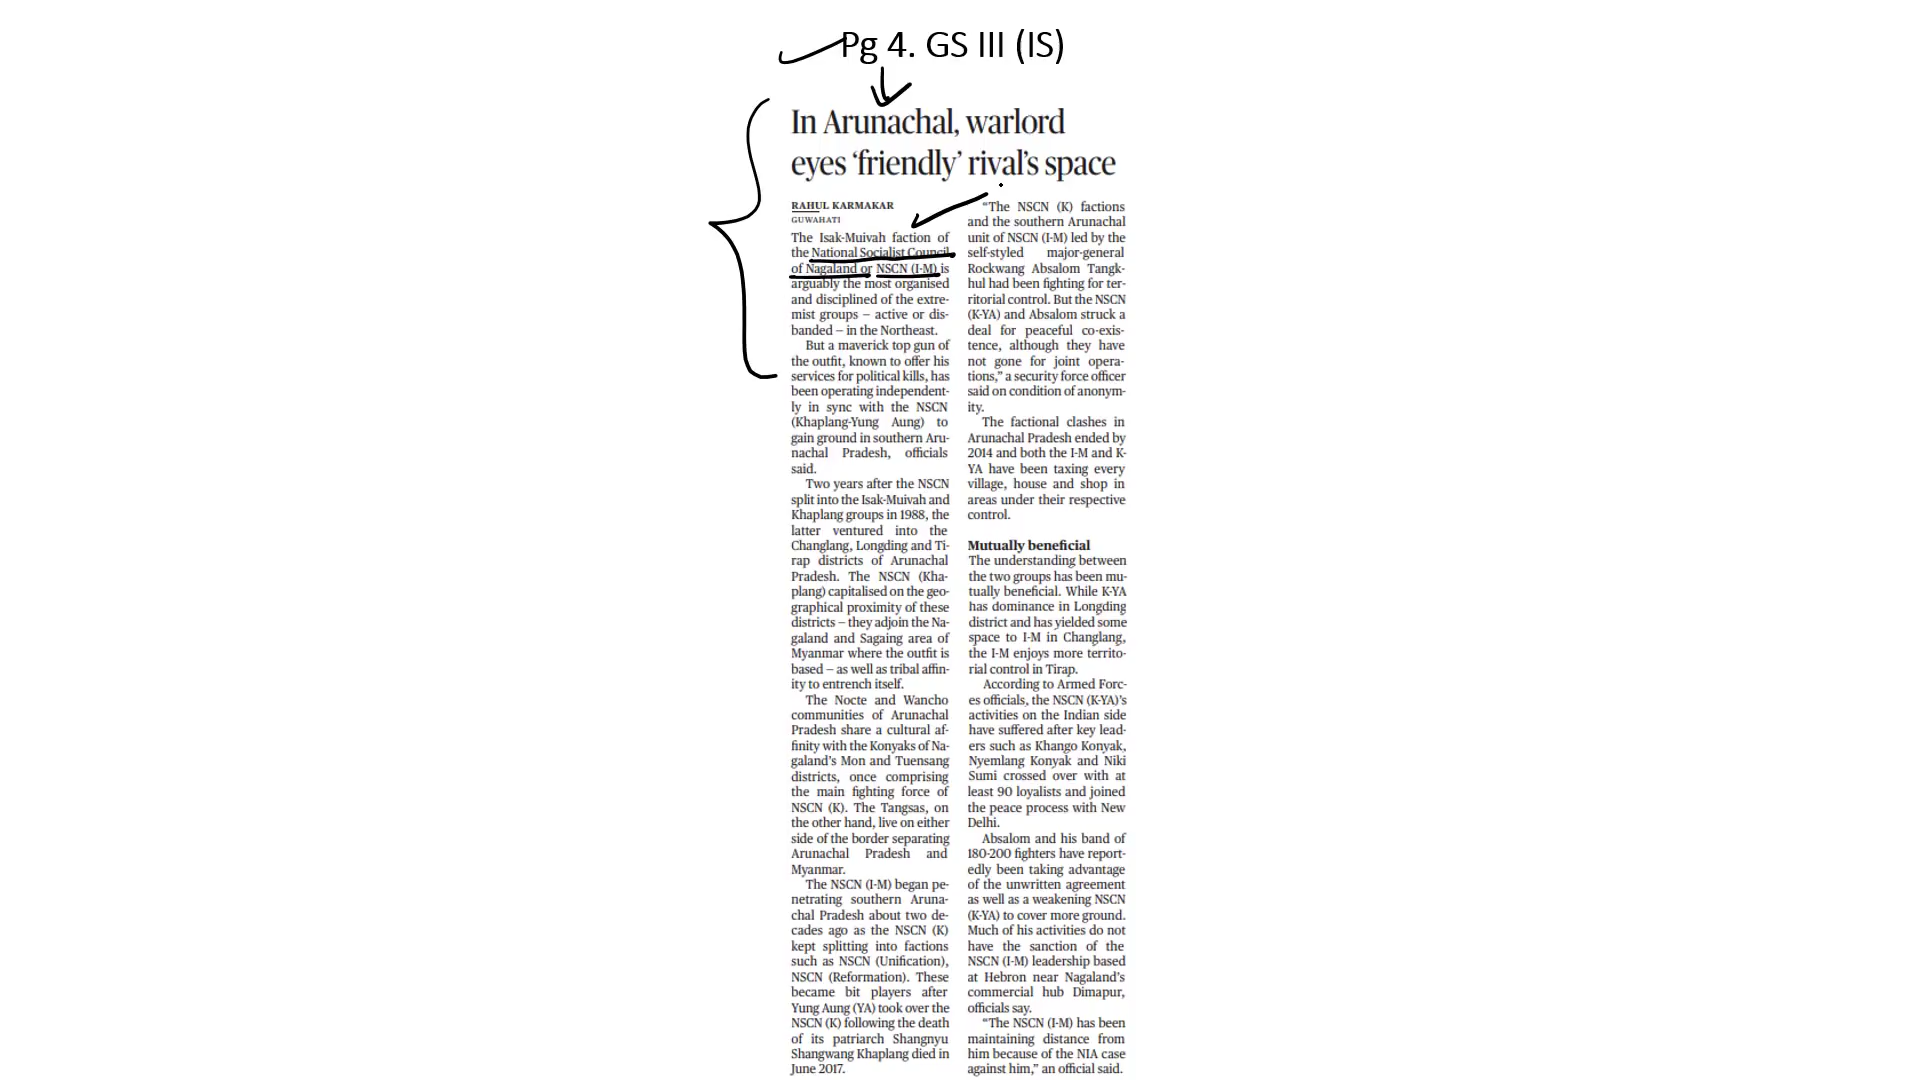 Pg 4. GS III (IS)
In Arunachal, warlord
eyes ‘friendly’ rival’s space
RAHUL KARMAKAR
GUWAHATI
The Isak-Muivah faction of
the National Socialist Council
of Nagaland or NSCN (I-M) is
arguably the most organised
and disciplined of the extre-
mist groups – active or dis-
banded – in the Northeast.
But a maverick top gun of
the outfit, known to offer his
services for political kills, has
been operating independent-
ly in sync with the NSCN
(Khaplang-Yung Aung) to
gain ground in southern Aru-
nachal Pradesh, officials
said.
Two years after the NSCN
split into the Isak-Muivah and
Khaplang groups in 1988, the
latter ventured into the
Changlang, Longding and Ti-
rap districts of Arunachal
Pradesh. The NSCN (Kha-
plang) capitalised on the geo-
graphical proximity of these
districts – they adjoin the Na-
galand and Sagaing area of
Myanmar where the outfit is
based – as well as tribal affin-
ity to entrench itself.
The Nocte and Wancho
communities of Arunachal
Pradesh share a cultural af-
finity with the Konyaks of Na-
galand’s Mon and Tuensang
districts, once comprising
the main fighting force of
NSCN (K). The Tangsas, on
the other hand, live on either
side of the border separating
Arunachal Pradesh and
Myanmar.
The NSCN (I-M) began pe-
netrating southern Aruna-
chal Pradesh about two de-
cades ago as the NSCN (K)
kept splitting into factions
such as NSCN (Unification),
NSCN (Reformation). These
became bit players after
Yung Aung (YA) took over the
NSCN (K) following the death
of its patriarch Shangnyu
Shangwang Khaplang died in
June 2017.
“The NSCN (K) factions
and the southern Arunachal
unit of NSCN (I-M) led by the
self-styled major-general
Rockwang Absalom Tangk-
hul had been fighting for ter-
ritorial control. But the NSCN
(K-YA) and Absalom struck a
deal for peaceful co-exis-
tence, although they have
not gone for joint opera-
tions,” a security force officer
said on condition of anonym-
ity.
The factional clashes in
Arunachal Pradesh ended by
2014 and both the I-M and K-
YA have been taxing every
village, house and shop in
areas under their respective
control.
Mutually beneficial
The understanding between
the two groups has been mu-
tually beneficial. While K-YA
has dominance in Longding
district and has yielded some
space to I-M in Changlang,
the I-M enjoys more territo-
rial control in Tirap.
According to Armed Forc-
es officials, the NSCN (K-YA)’s
activities on the Indian side
have suffered after key lead-
ers such as Khango Konyak,
Nyemlang Konyak and Niki
Sumi crossed over with at
least 90 loyalists and joined
the peace process with New
Delhi.
Absalom and his band of
180-200 fighters have report-
edly been taking advantage
of the unwritten agreement
as well as a weakening NSCN
(K-YA) to cover more ground.
Much of his activities do not
have the sanction of the
NSCN (I-M) leadership based
at Hebron near Nagaland’s
commercial hub Dimapur,
officials say.
“The NSCN (I-M) has been
maintaining distance from
him because of the NIA case
against him,” an official said.